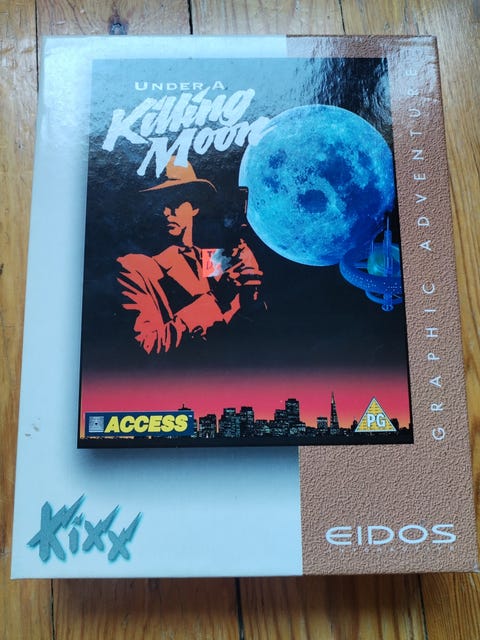 UNDER A
Killing
Moon
GRAPHIC ADVENTURE
ACCESS
PG
Kixx
EIDOS